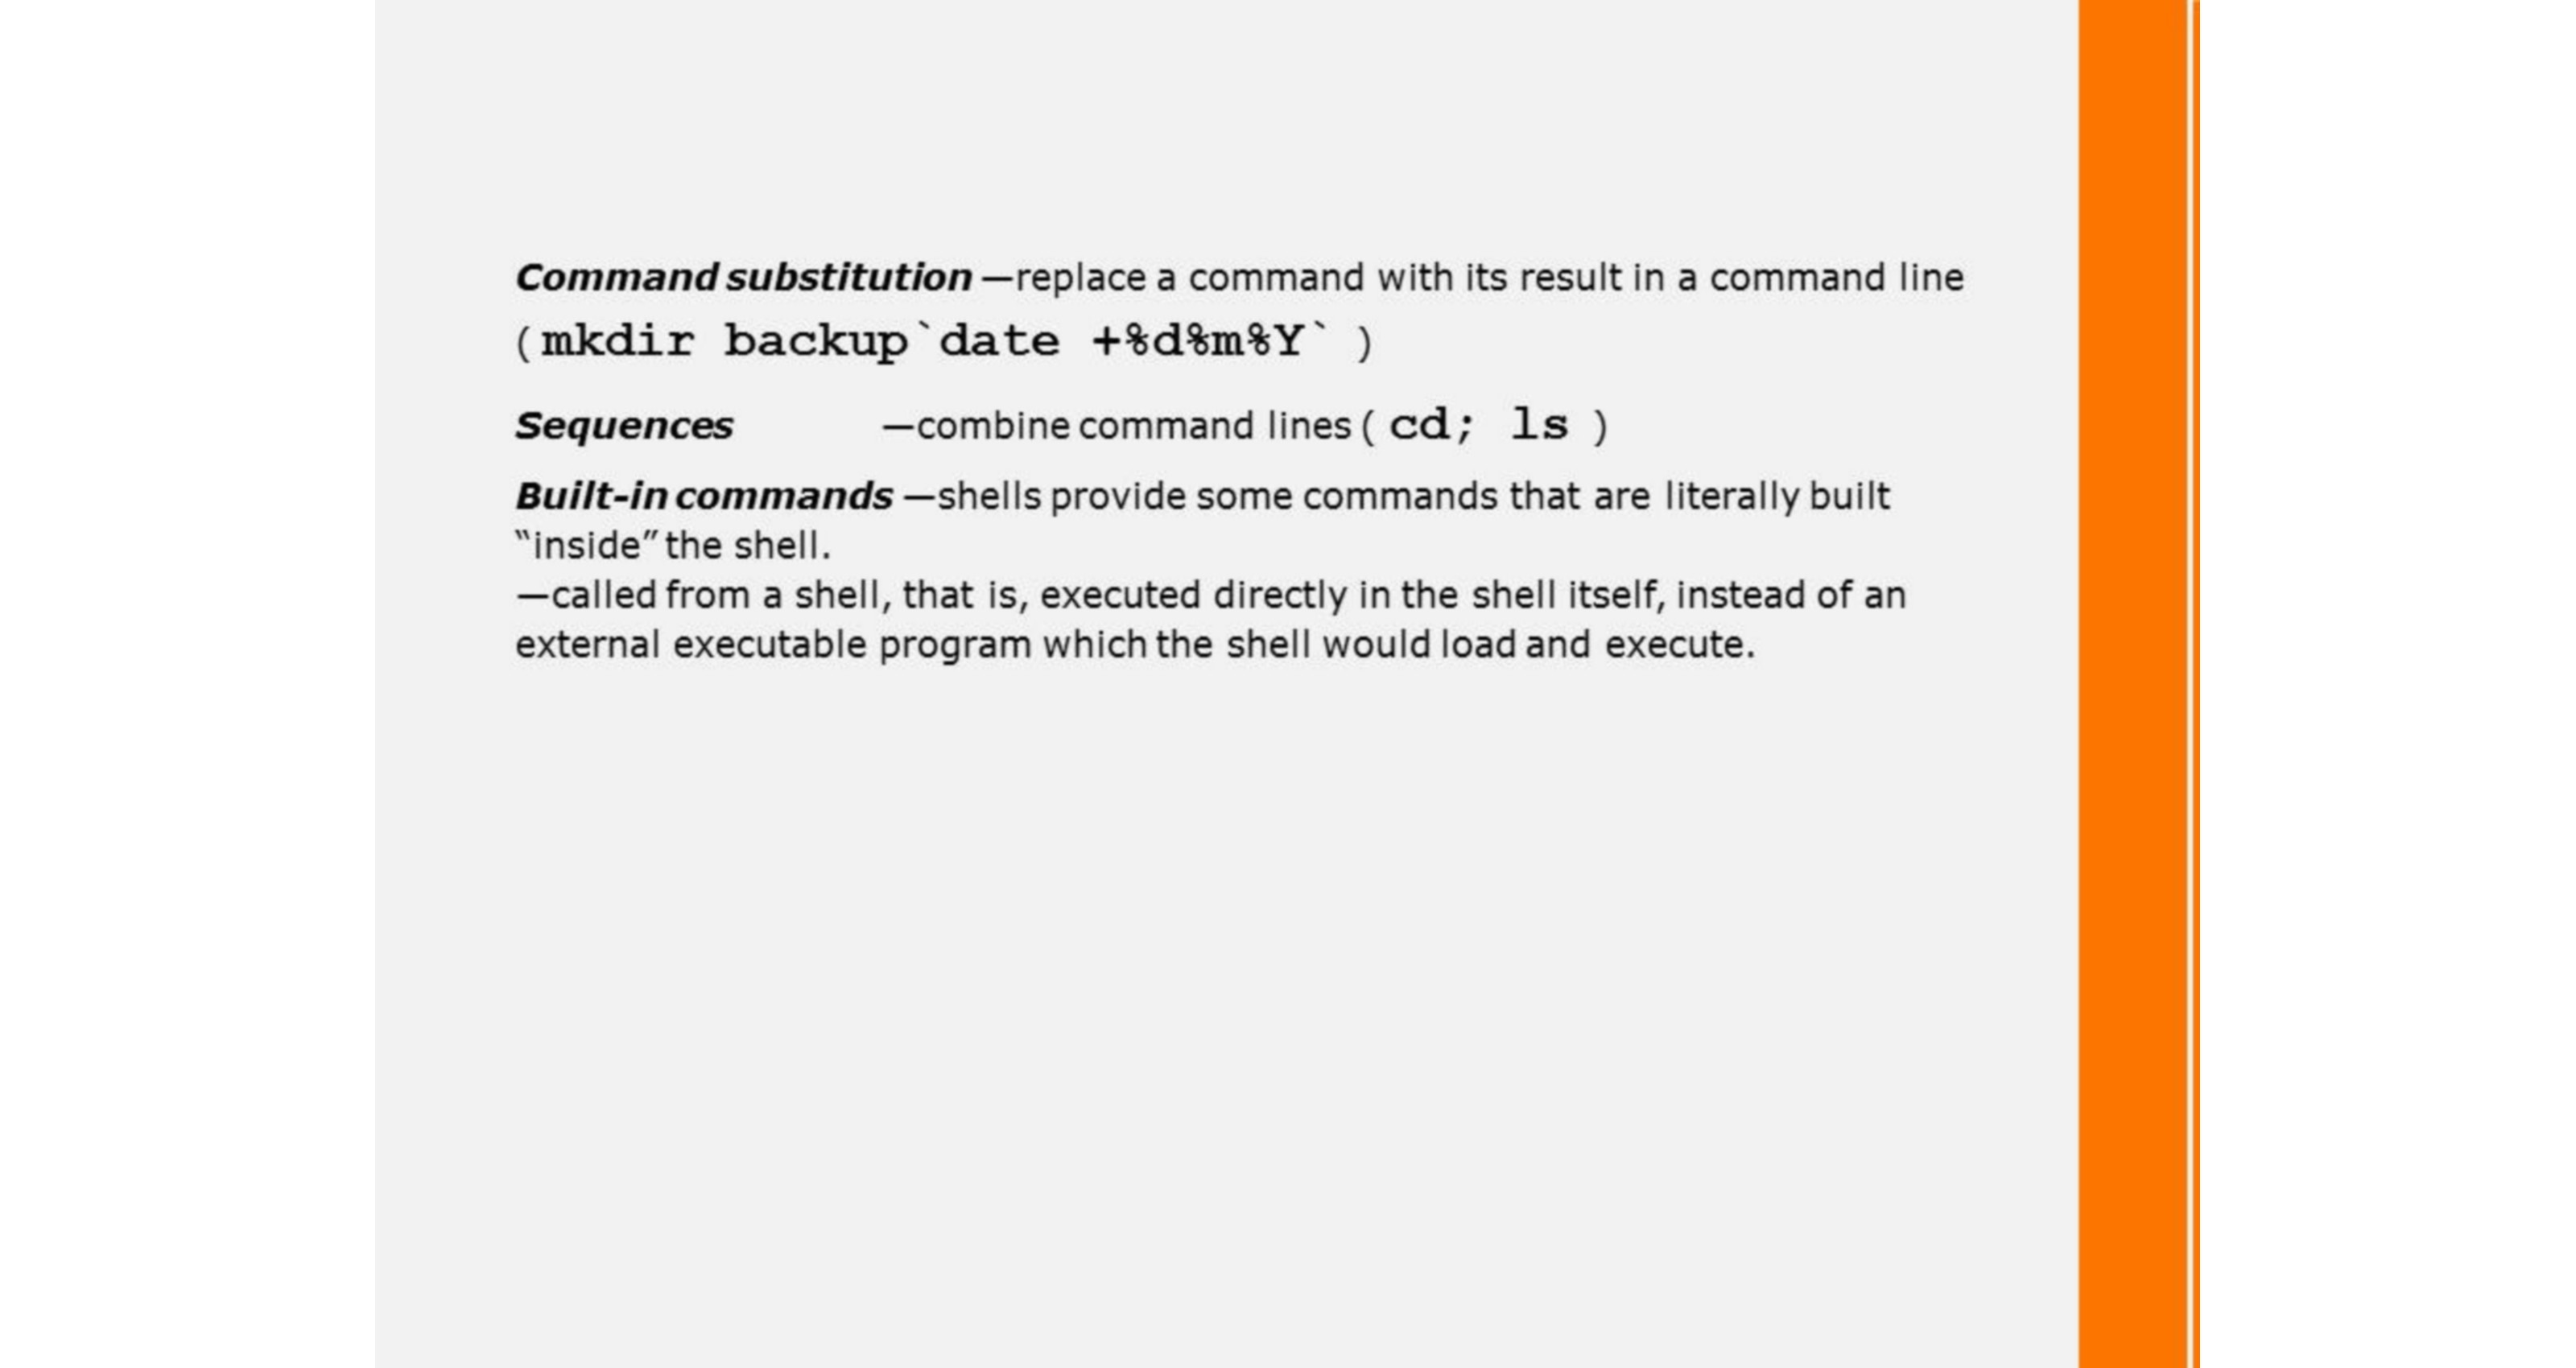 Command substitution —replace a command with its result in a command line
(mkdir backup`date +%d%m%Y` )
Sequences —combine command lines ( cd; ls )
Built-in commands —shells provide some commands that are literally built
“inside” the shell.
—called from a shell, that is, executed directly in the shell itself, instead of an
external executable program which the shell would load and execute.